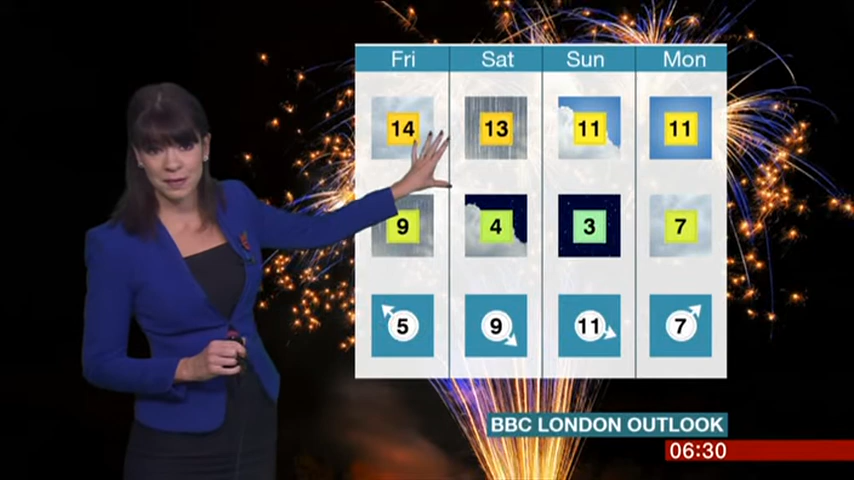 Fri Sat Sun Mon
14 13 11 11
9 4 3 7
5 9 11 7
BBC LONDON OUTLOOK
06:30